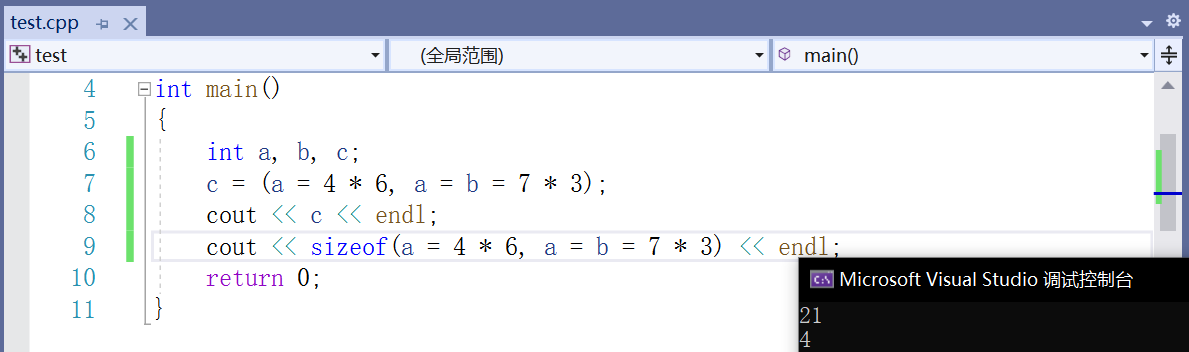 test.cpp
test (全局范围) main()
4 int main()
5 {
6 int a, b, c;
7 c = (a = 4 * 6, a = b = 7 * 3);
8 cout << c << endl;
9 cout << sizeof(a = 4 * 6, a = b = 7 * 3) << endl;
10 return 0;
11 }
C:\ Microsoft Visual Studio 调试控制台
21
4